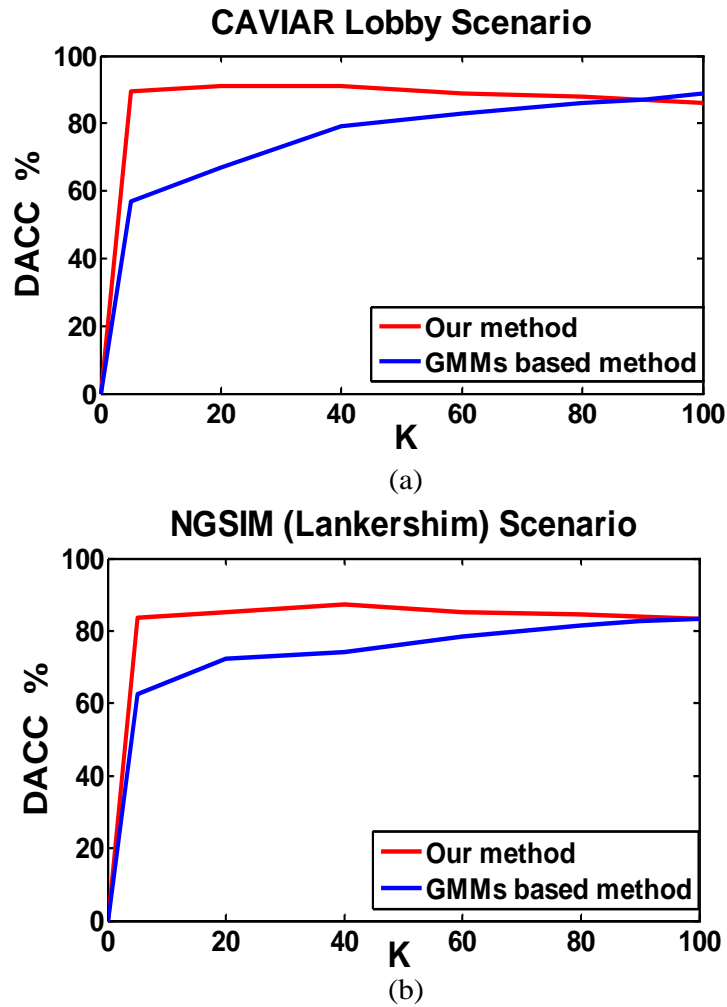 CAVIAR Lobby Scenario
100
80
60
40
20
0
DACC %
Our method
GMMs based method
0 20 40 60 80 100
K
(a)
NGSIM (Lankershim) Scenario
100
80
60
40
20
0
DACC %
Our method
GMMs based method
0 20 40 60 80 100
K
(b)